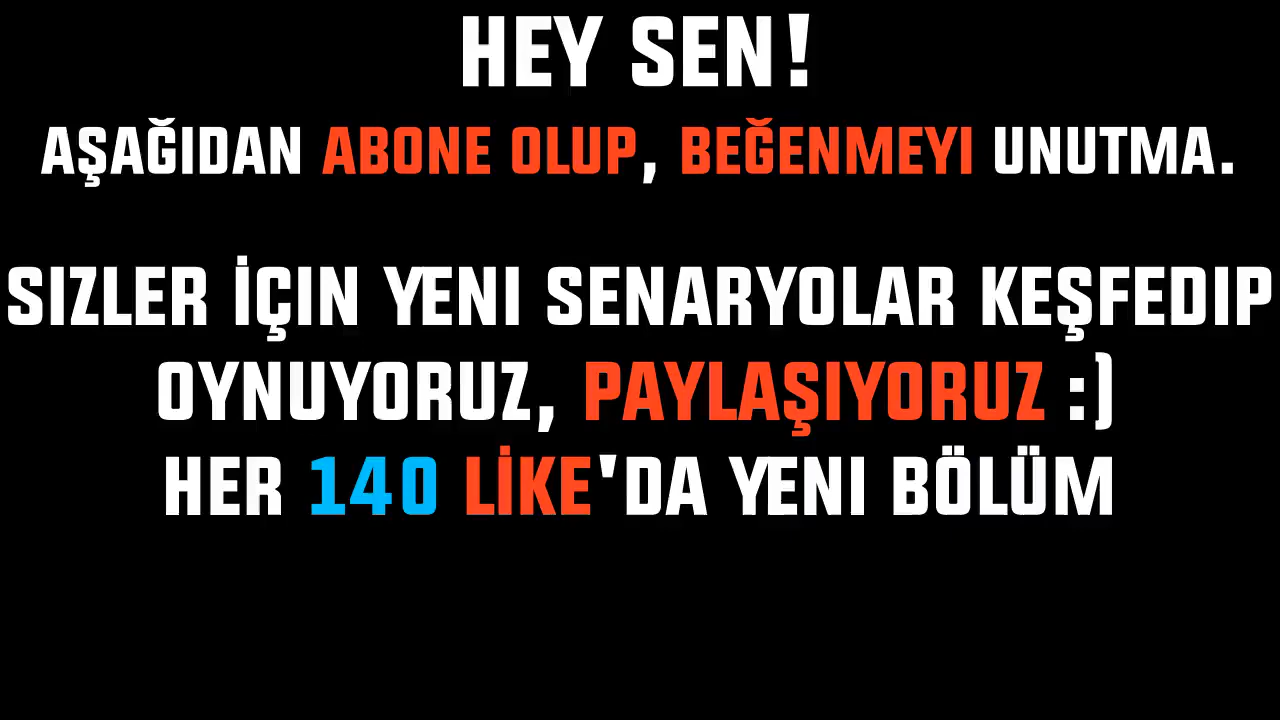 HEY SEN!
AŞAĞIDAN ABONE OLUP, BEĞENMEYI UNUTMA.
SIZLER İÇIN YENI SENARYOLAR KEŞFEDIP
OYNUYORUZ, PAYLAŞIYORUZ :)
HER 140 LİKE'DA YENI BÖLÜM